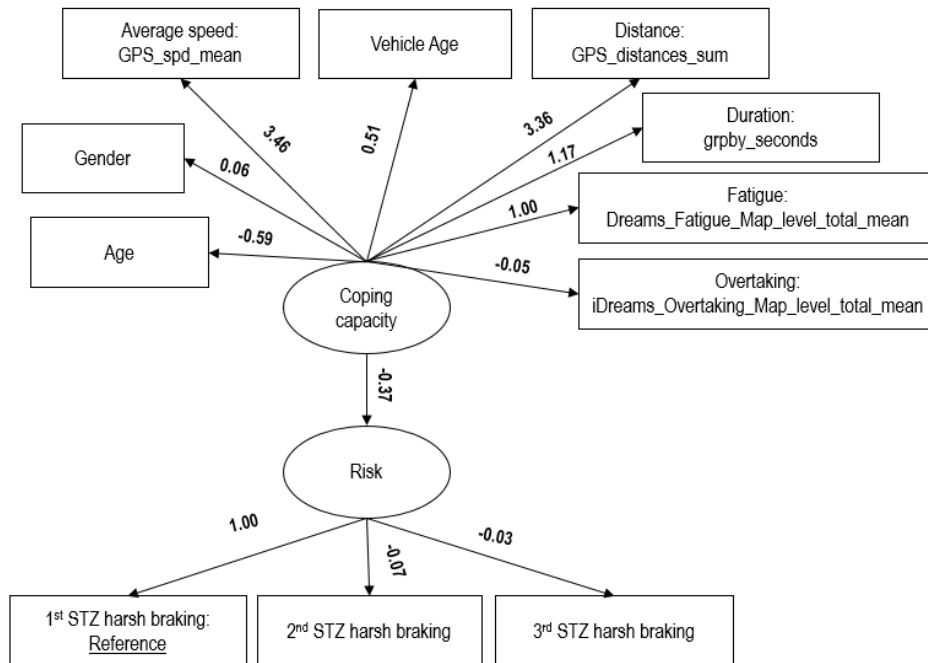 Average speed:
GPS_spd_mean
Vehicle Age
Distance:
GPS_distances_sum
Duration:
grpby_seconds
Gender
Fatigue:
Dreams_Fatigue_Map_level_total_mean
Age
Overtaking:
iDreams_Overtaking_Map_level_total_mean
3.46
0.51
3.36
1.17
0.06
1.00
-0.59
-0.05
Coping
capacity
-0.37
Risk
1.00
-0.07
-0.03
1st STZ harsh braking:
Reference
2nd STZ harsh braking
3rd STZ harsh braking